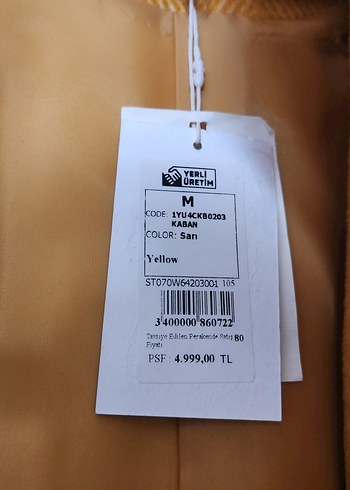 YERLİ
ÜRETİM
M
CODE: 1YU4CKB0203
KABAN
COLOR: Sarı
Yellow
ST070W64203001 105
3 400000 860722
Tavsiye Edilen Perakende Satış 80
Fiyatı
PSF : 4.999,00 TL